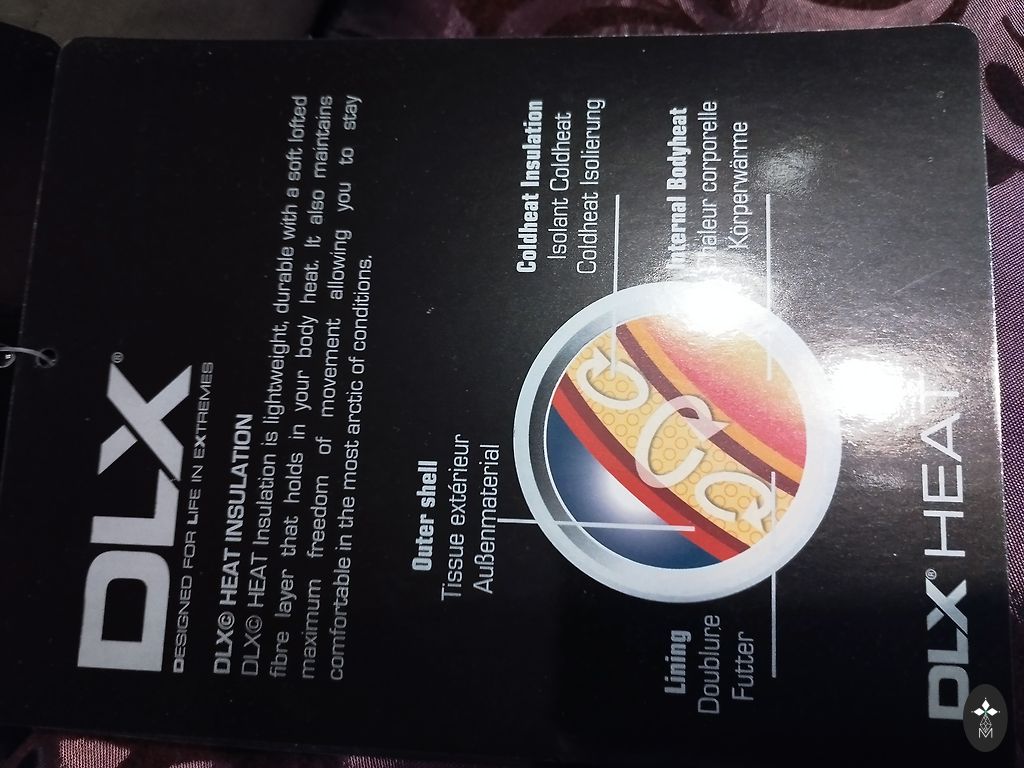 DLX®
DESIGNED FOR LIFE IN EXTREMES
DLX© HEAT INSULATION
DLX© HEAT Insulation is lightweight, durable with a soft lofted
fibre layer that holds in your body heat. It also maintains
maximum freedom of movement allowing you to stay
comfortable in the most arctic of conditions.
Outer shell
Tissue extérieur
Außenmaterial
Coldheat Insulation
Isolant Coldheat
Coldheat Isolierung
Internal Bodyheat
Chaleur corporelle
Körperwärme
Lining
Doublure
Futter
DLX® HEAT